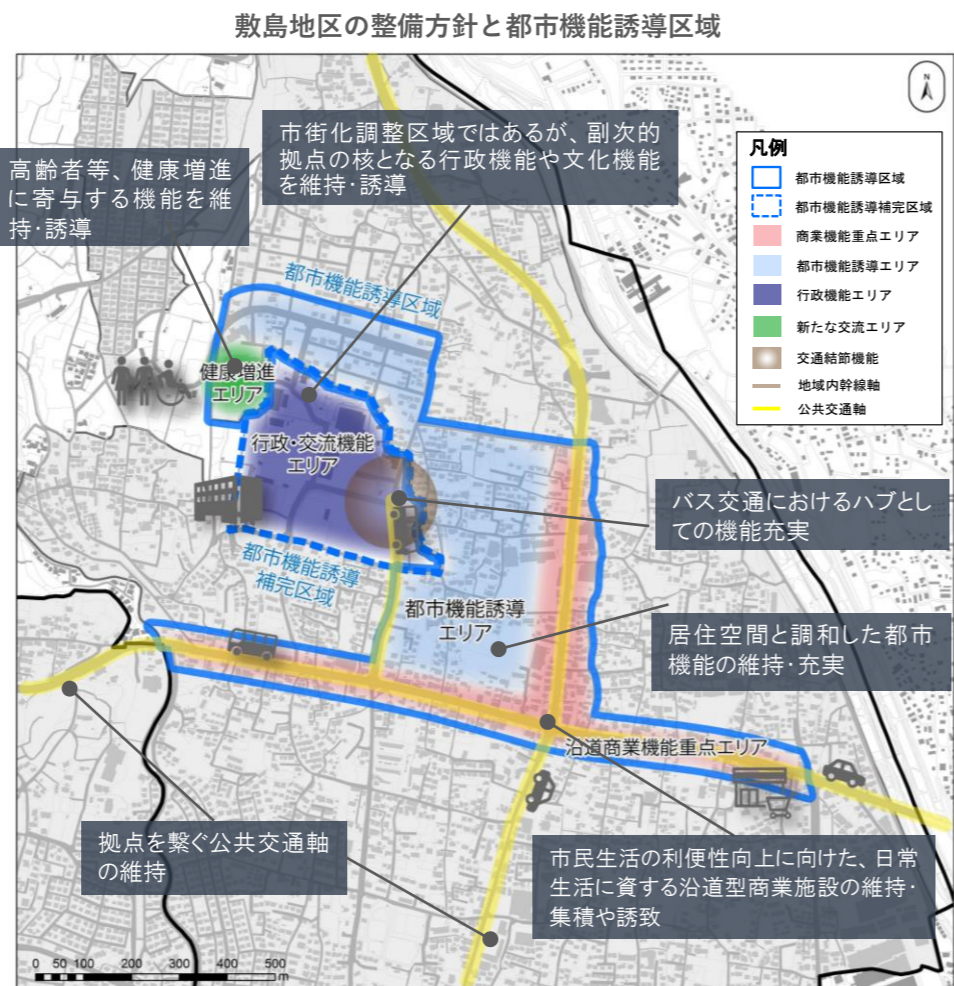 敷島地区の整備方針と都市機能誘導区域
市街化調整区域ではあるが、副次的
拠点の核となる行政機能や文化機能
を維持・誘導
高齢者等、健康増進
に寄与する機能を維
持・誘導
N
凡例
都市機能誘導区域
都市機能誘導補完区域
商業機能重点エリア
都市機能誘導エリア
行政機能エリア
新たな交流エリア
交通結節機能
地域内幹線軸
公共交通軸
都市機能誘導区域
健康増進
エリア
行政・交流機能
エリア
バス交通におけるハブとし
ての機能充実
都市機能誘導
補完区域
都市機能誘導
エリア
居住空間と調和した都市
機能の維持・充実
沿道商業機能重点エリア
拠点を繋ぐ公共交通軸
の維持
市民生活の利便性向上に向けた、日常
生活に資する沿道型商業施設の維持・
集積や誘致
0 50 100 200 300 400 500
m